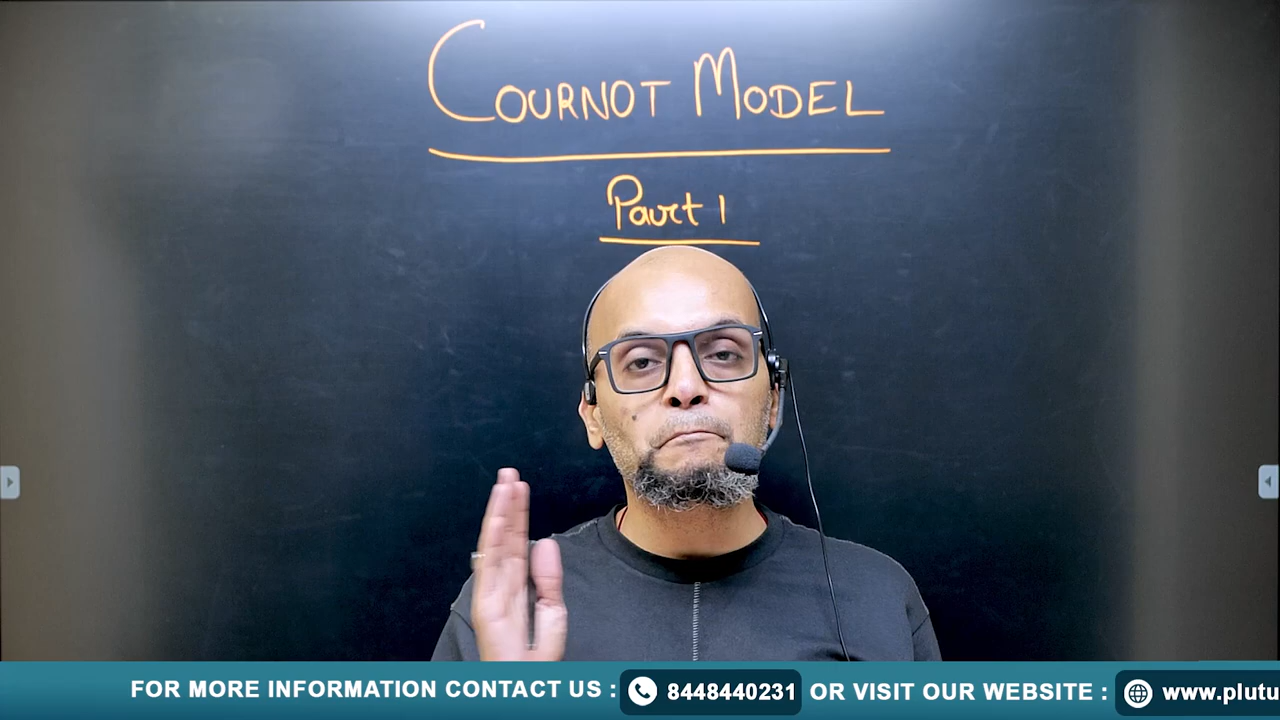 COURNOT MODEL
Part 1
FOR MORE INFORMATION CONTACT US : 8448440231 OR VISIT OUR WEBSITE : www.plutu